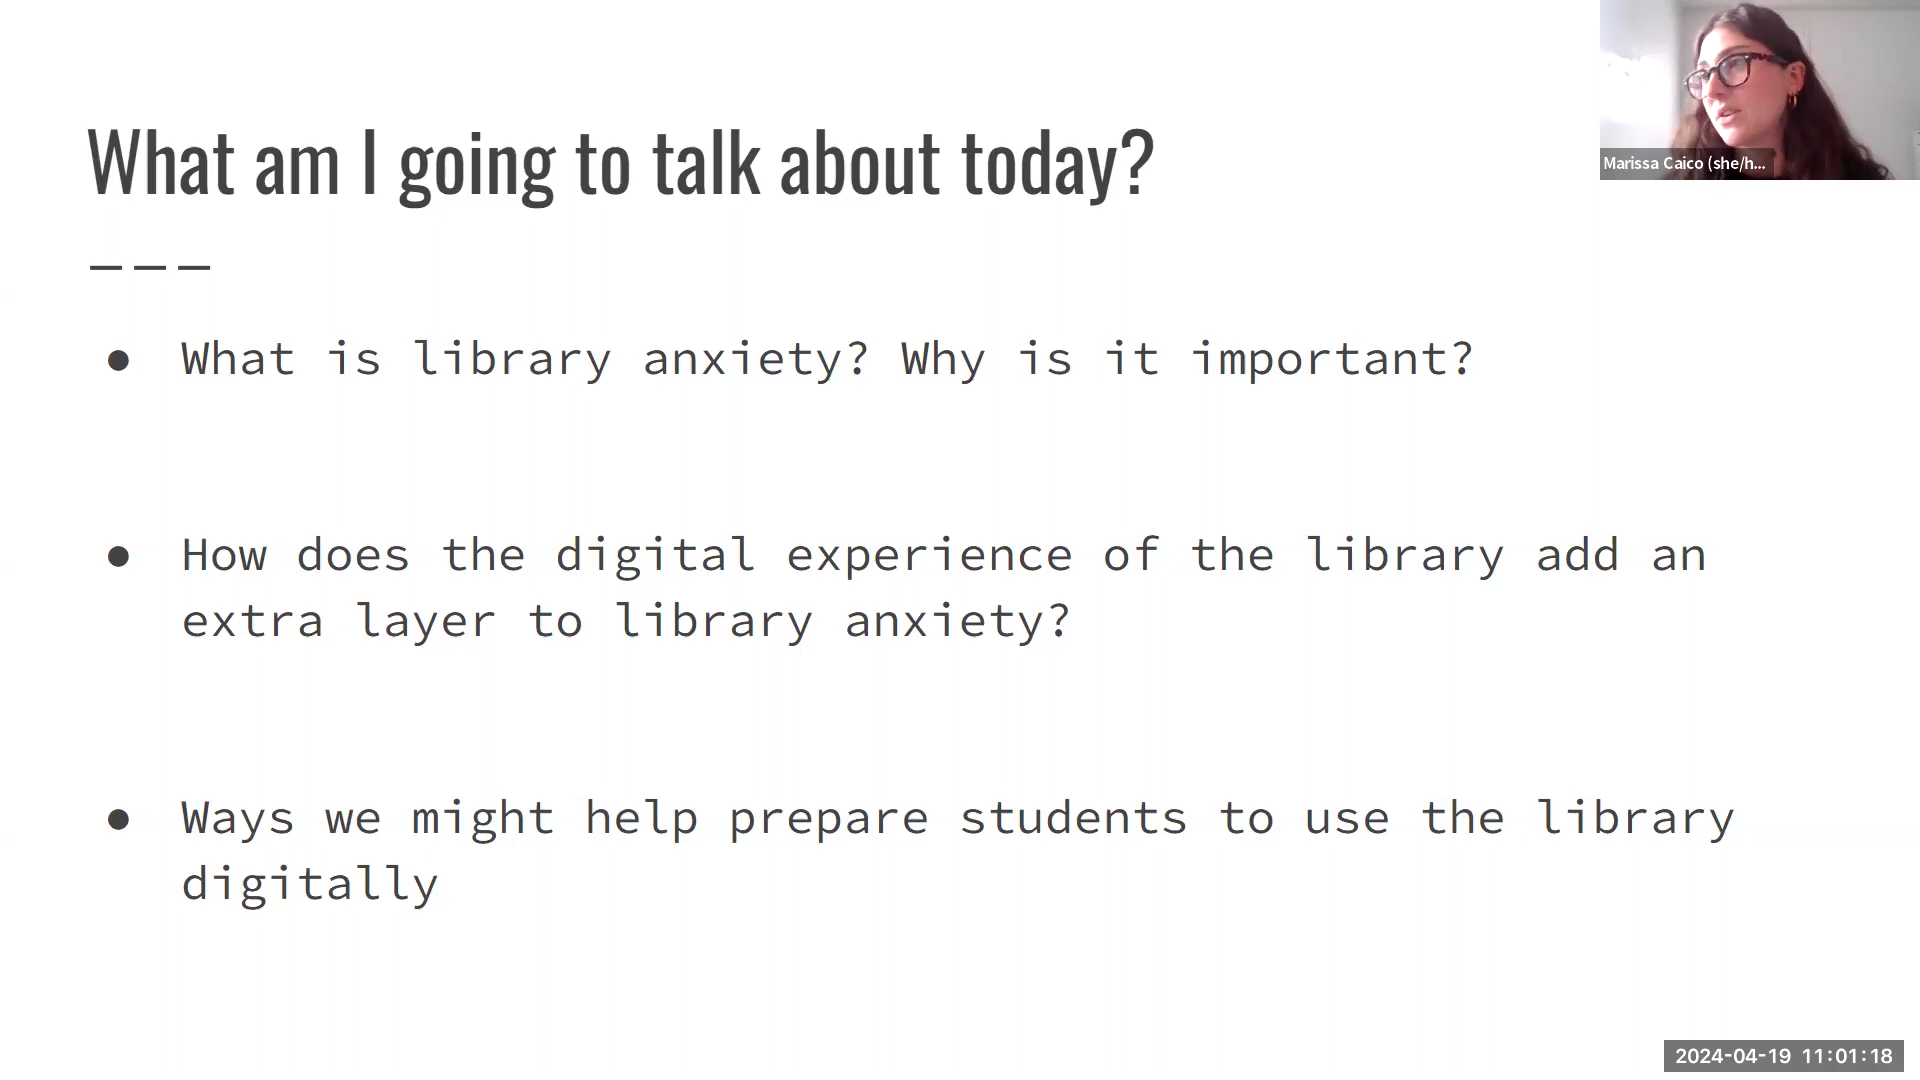 What am I going to talk about today?
Marissa Caico (she/h...
● What is library anxiety? Why is it important?
● How does the digital experience of the library add an
extra layer to library anxiety?
● Ways we might help prepare students to use the library
digitally
2024-04-19 11:01:18